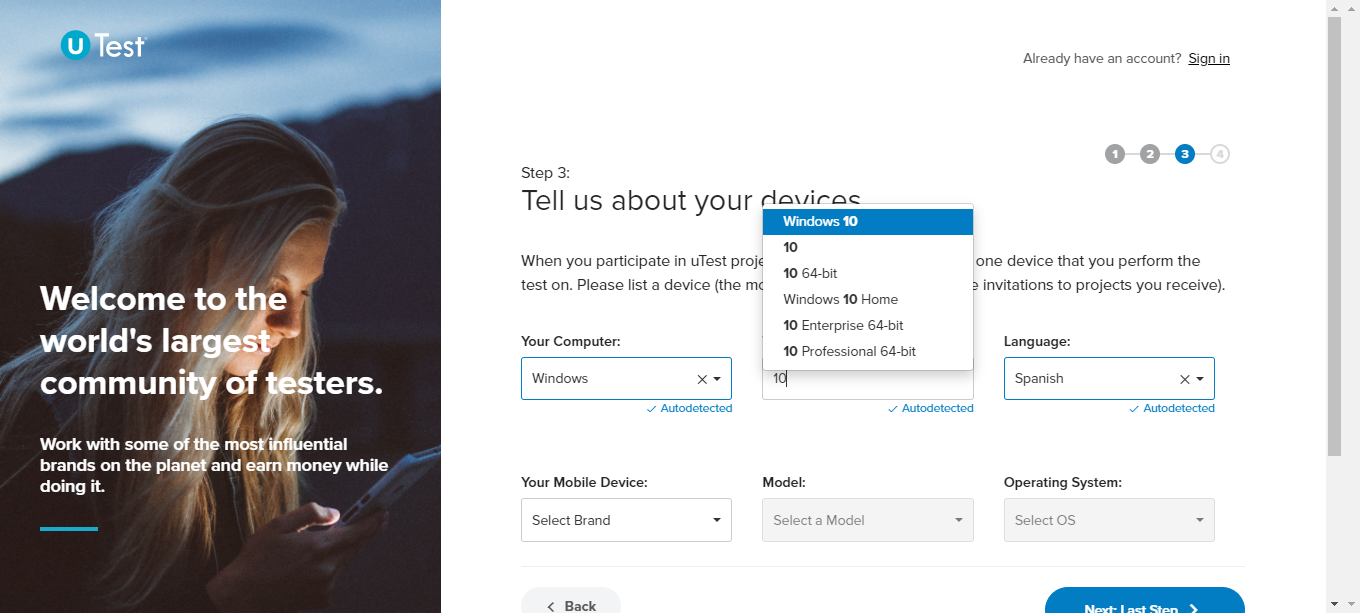 uTest
Already have an account? Sign in
1 2 3 4
Step 3:
Tell us about your devices
Windows 10
10
10 64-bit
Windows 10 Home
10 Enterprise 64-bit
10 Professional 64-bit
When you participate in uTest one device that you perform the
test on. Please list a device (the invitations to projects you receive).
Welcome to the
world's largest
community of testers.
Work with some of the most influential
brands on the planet and earn money while
doing it.
Your Computer:
Language:
Windows
10
Spanish
Autodetected
Autodetected
Autodetected
Your Mobile Device:
Model:
Operating System:
Select Brand
Select a Model
Select OS
Back
Next: Last Step